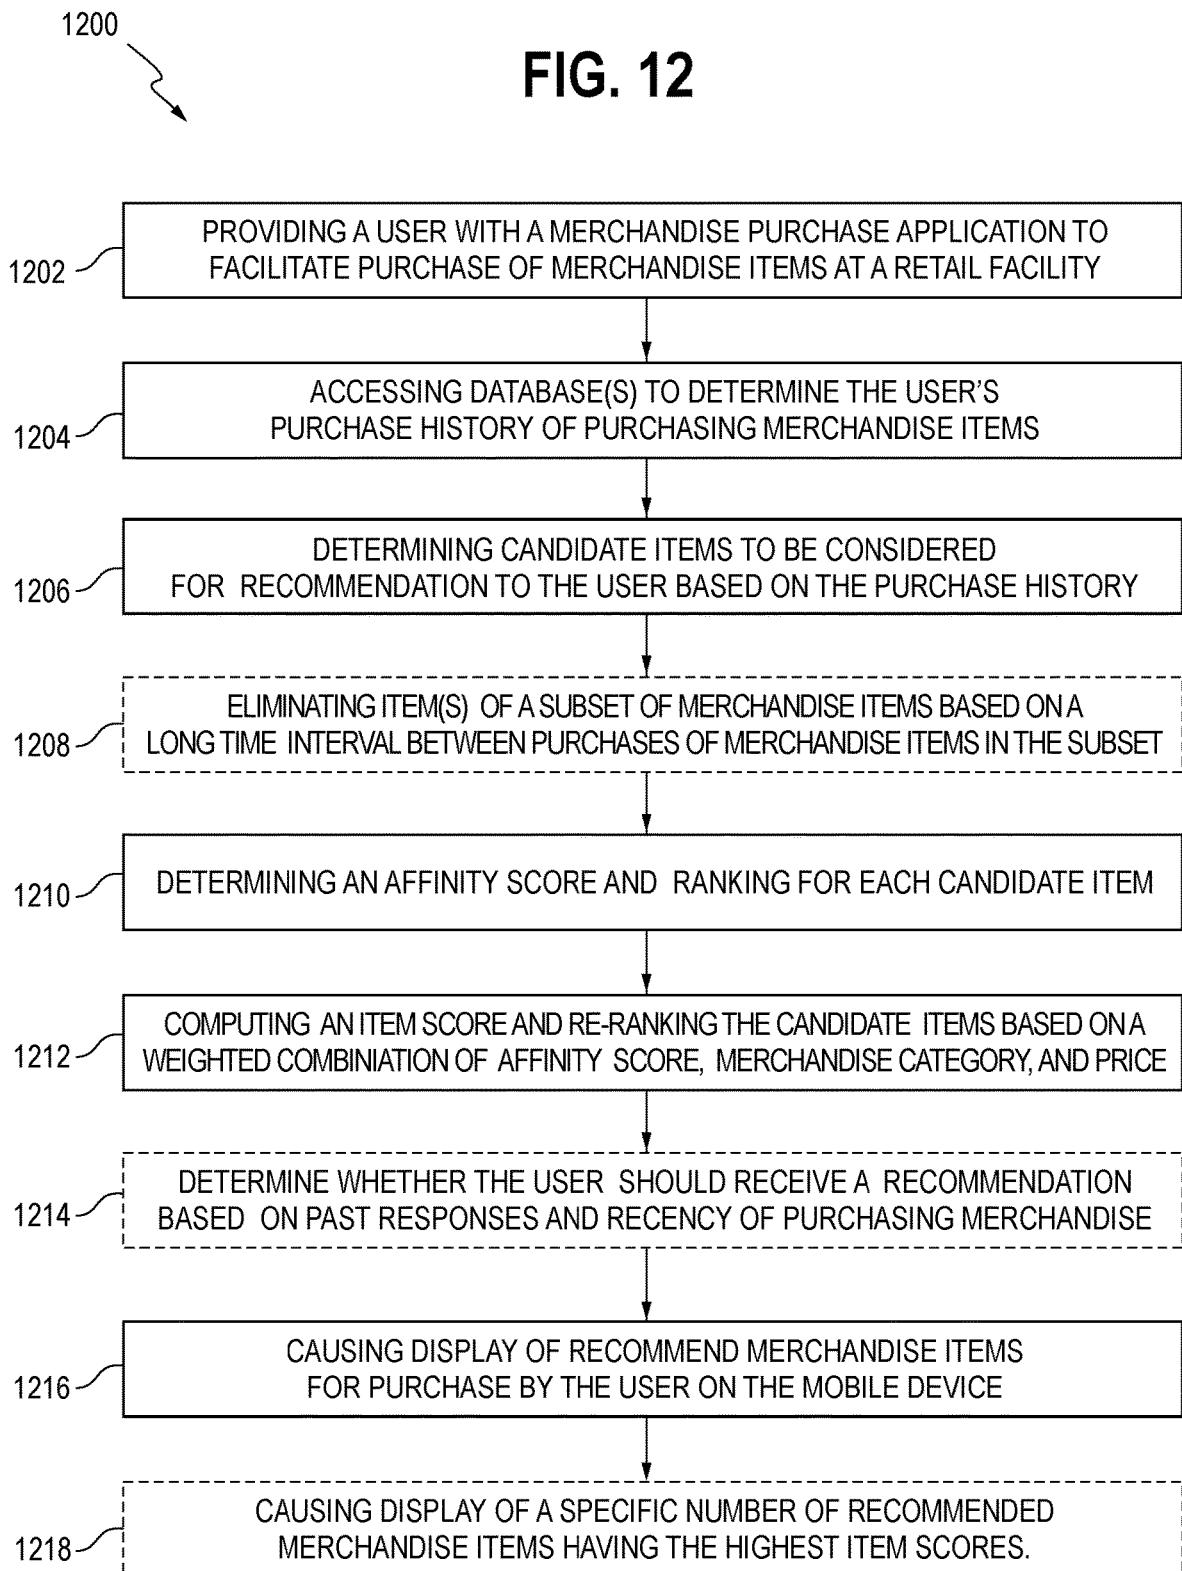 1200
FIG. 12
1202
PROVIDING A USER WITH A MERCHANDISE PURCHASE APPLICATION TO
FACILITATE PURCHASE OF MERCHANDISE ITEMS AT A RETAIL FACILITY
1204
ACCESSING DATABASE(S) TO DETERMINE THE USER'S
PURCHASE HISTORY OF PURCHASING MERCHANDISE ITEMS
1206
DETERMINING CANDIDATE ITEMS TO BE CONSIDERED
FOR RECOMMENDATION TO THE USER BASED ON THE PURCHASE HISTORY
1208
ELIMINATING ITEM(S) OF A SUBSET OF MERCHANDISE ITEMS BASED ON A
LONG TIME INTERVAL BETWEEN PURCHASES OF MERCHANDISE ITEMS IN THE SUBSET
1210
DETERMINING AN AFFINITY SCORE AND RANKING FOR EACH CANDIDATE ITEM
1212
COMPUTING AN ITEM SCORE AND RE-RANKING THE CANDIDATE ITEMS BASED ON A
WEIGHTED COMBINIATION OF AFFINITY SCORE, MERCHANDISE CATEGORY, AND PRICE
1214
DETERMINE WHETHER THE USER SHOULD RECEIVE A RECOMMENDATION
BASED ON PAST RESPONSES AND RECENCY OF PURCHASING MERCHANDISE
1216
CAUSING DISPLAY OF RECOMMEND MERCHANDISE ITEMS
FOR PURCHASE BY THE USER ON THE MOBILE DEVICE
1218
CAUSING DISPLAY OF A SPECIFIC NUMBER OF RECOMMENDED
MERCHANDISE ITEMS HAVING THE HIGHEST ITEM SCORES.